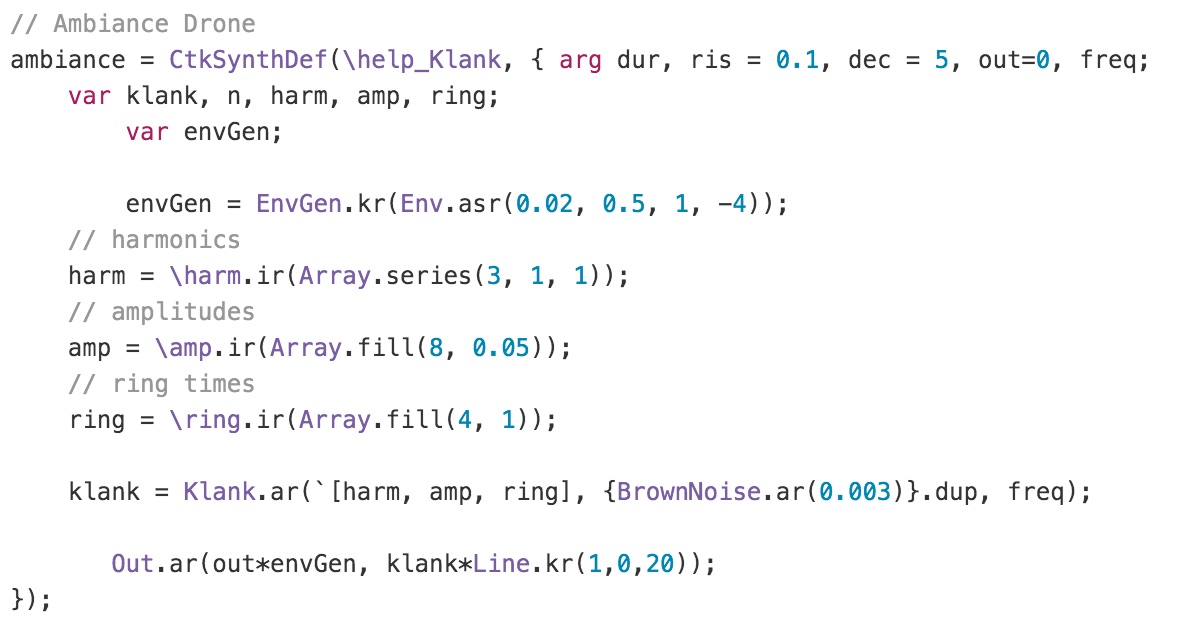 // Ambiance Drone
ambiance = CtkSynthDef(\help_Klank, { arg dur, ris = 0.1, dec = 5, out=0, freq;
    var klank, n, harm, amp, ring;
        var envGen;

        envGen = EnvGen.kr(Env.asr(0.02, 0.5, 1, −4));
    // harmonics
    harm = \harm.ir(Array.series(3, 1, 1));
    // amplitudes
    amp = \amp.ir(Array.fill(8, 0.05));
    // ring times
    ring = \ring.ir(Array.fill(4, 1));

    klank = Klank.ar(`[harm, amp, ring], {BrownNoise.ar(0.003)}.dup, freq);

       Out.ar(out*envGen, klank*Line.kr(1,0,20));
});